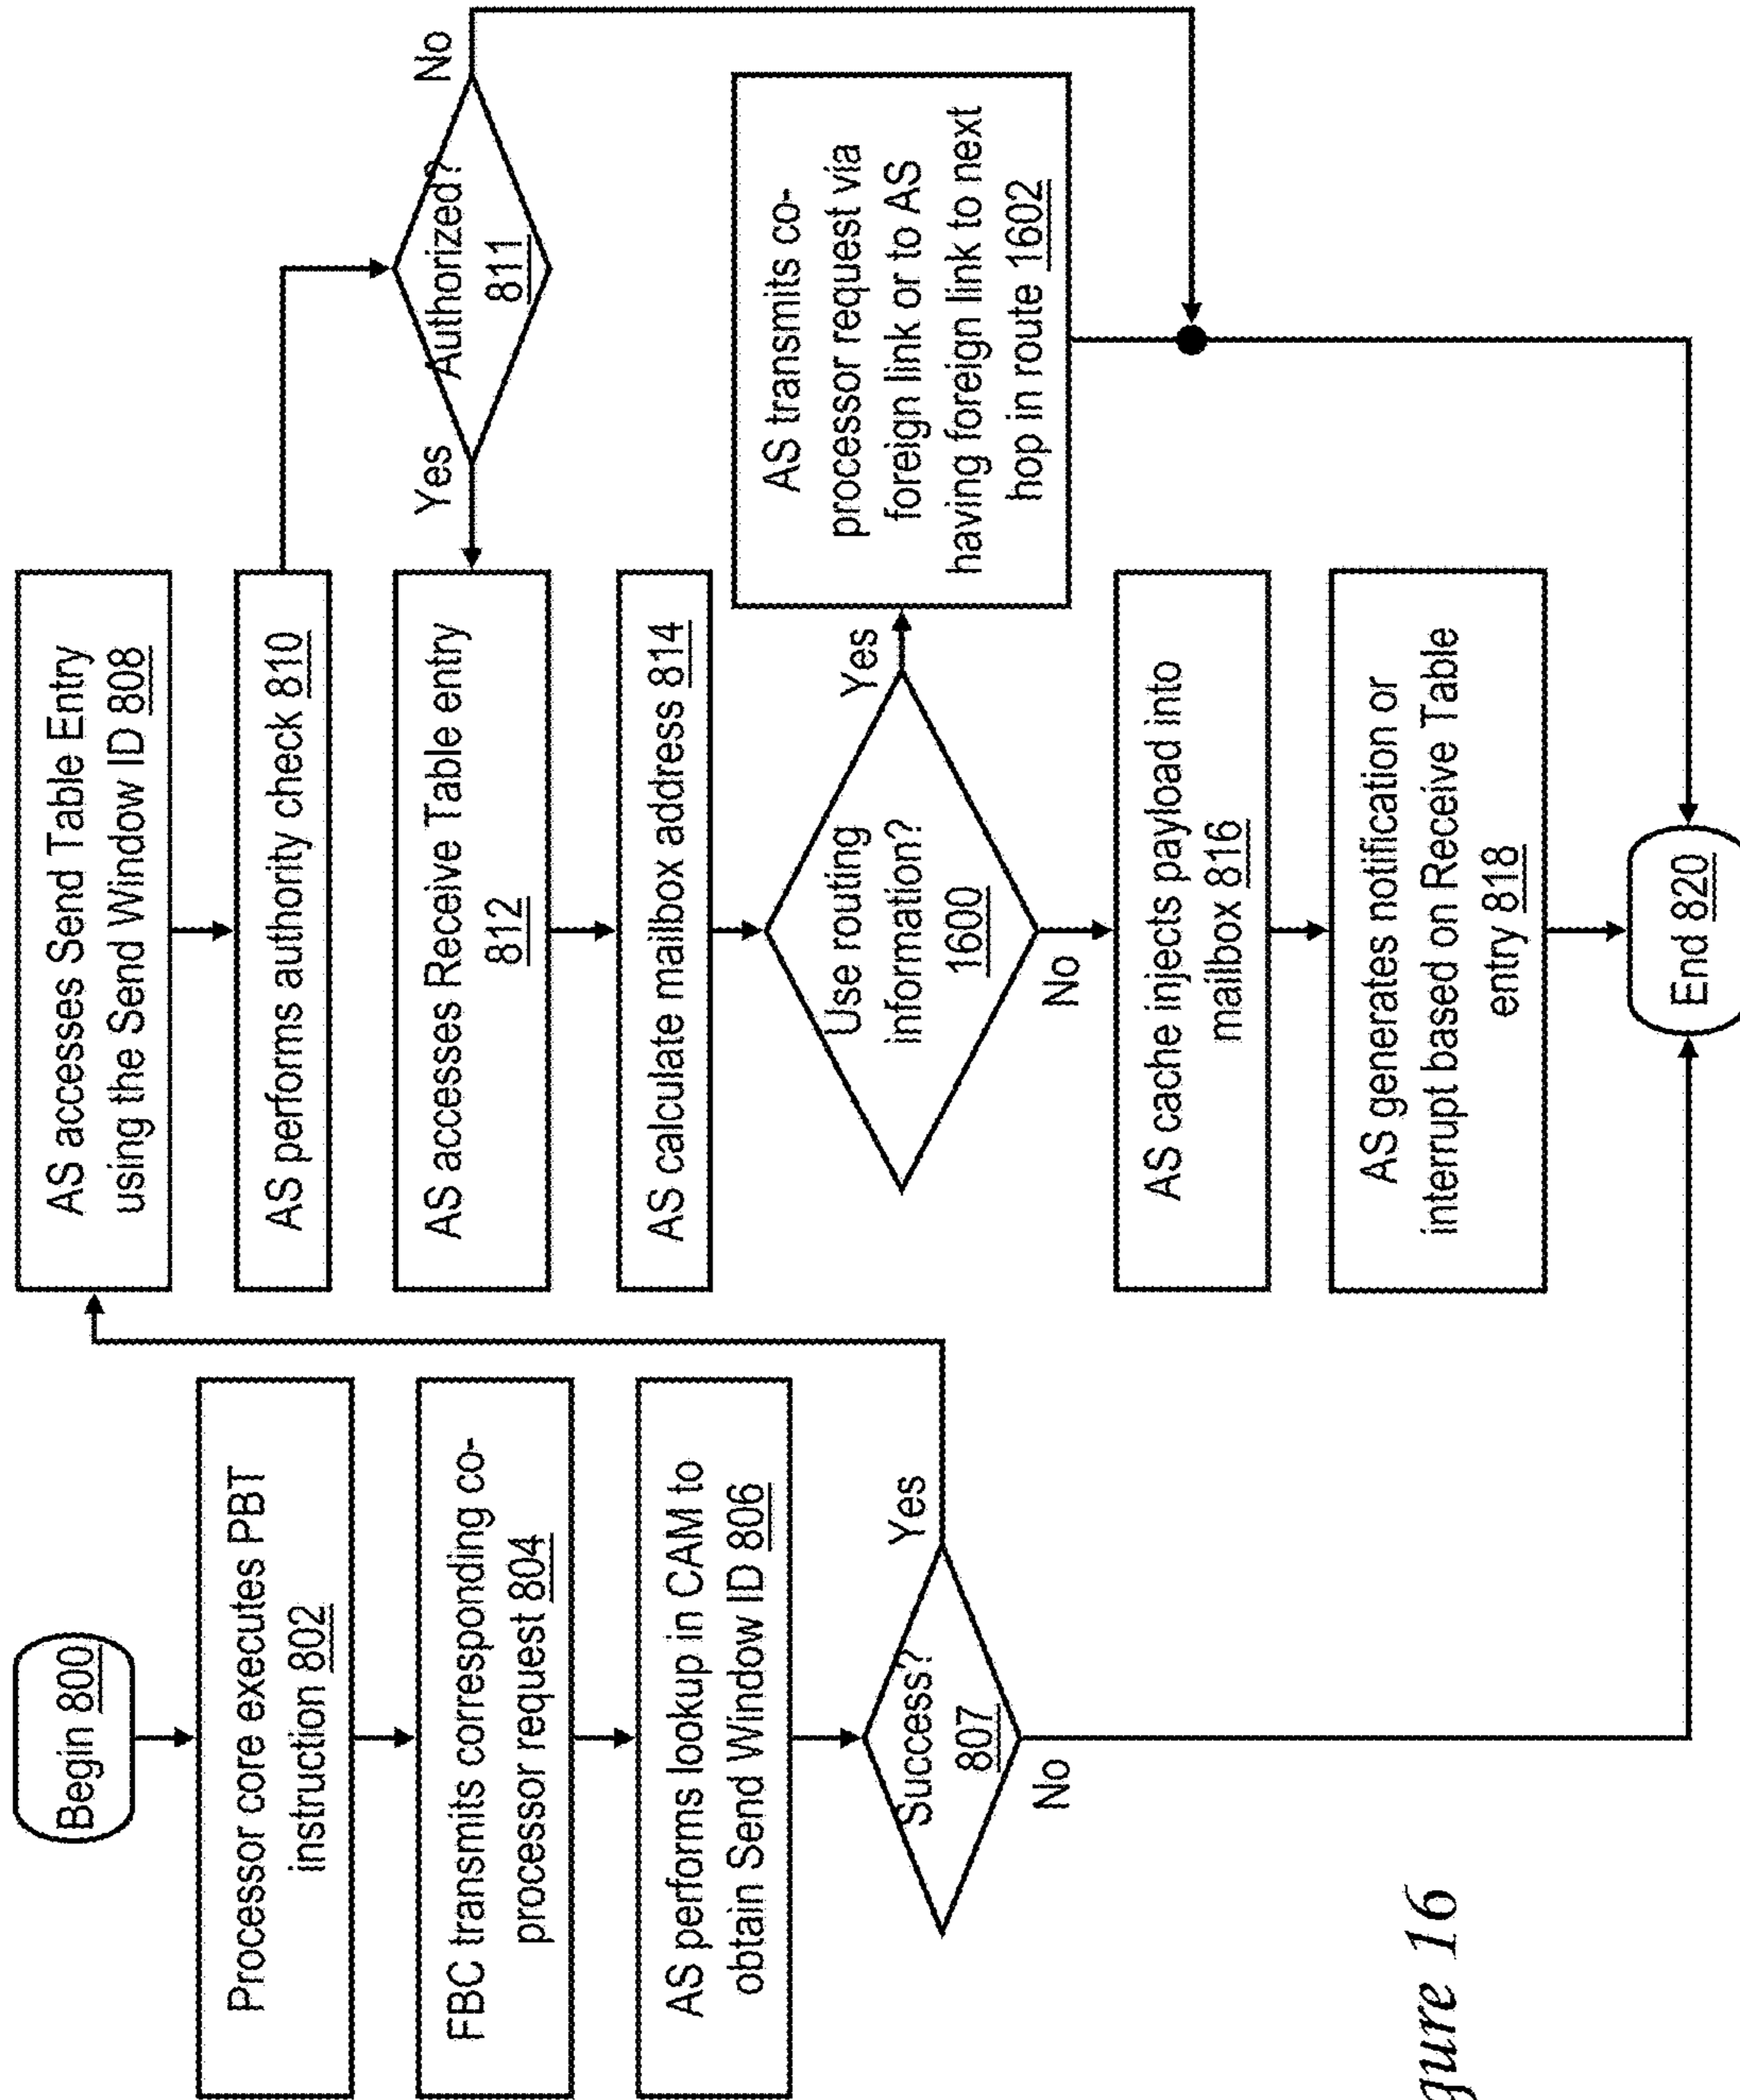 Begin 800
Processor core executes PBT
instruction 802
FBC transmits corresponding co-
processor request 804
AS performs lookup in CAM to
obtain Send Window ID 806
Success?
807
Yes
No
AS accesses Send Table Entry
using the Send Window ID 808
AS performs authority check 810
Authorized?
811
Yes
No
AS accesses Receive Table entry
812
AS calculate mailbox address 814
Use routing
information?
1600
Yes
No
AS transmits co-
processor request via
foreign link or to AS
having foreign link to next
hop in route 1602
AS cache injects payload into
mailbox 816
AS generates notification or
interrupt based on Receive Table
entry 818
End 820
gure 16